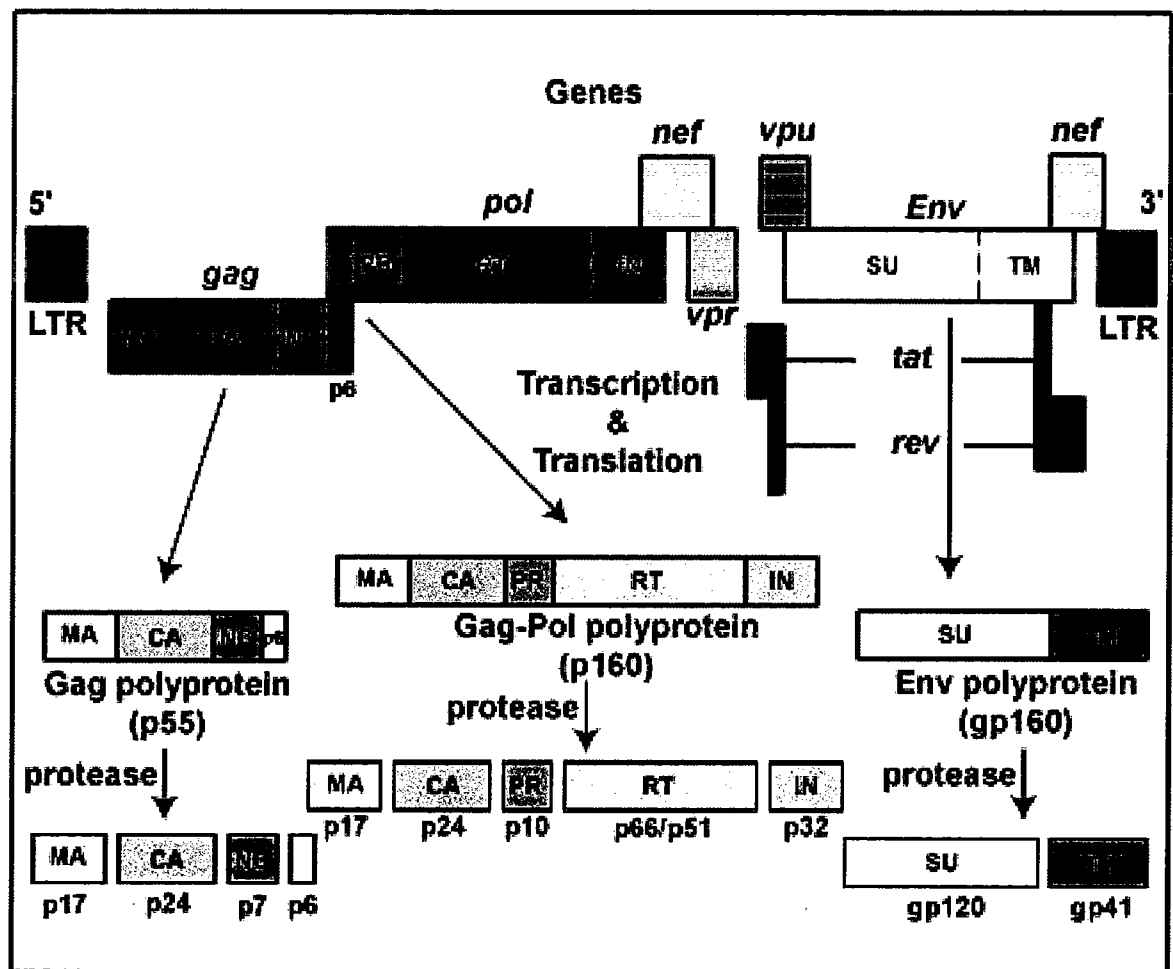 Genes
nef
vpu
nef
5'
pol
Env
3'
gag
PR
RT
IN
SU
TM
LTR
vpr
LTR
p6
tat
Transcription
&
Translation
rev
MA
CA
PR
RT
IN
Gag-Pol polyprotein
(p160)
MA
CA
p6
SU
Gag polyprotein
(p55)
Env polyprotein
(gp160)
protease
protease
protease
MA
CA
PR
RT
IN
p17
p24
p10
p66/p51
p32
MA
CA
SU
p17
p24
p7
p6
gp120
gp41